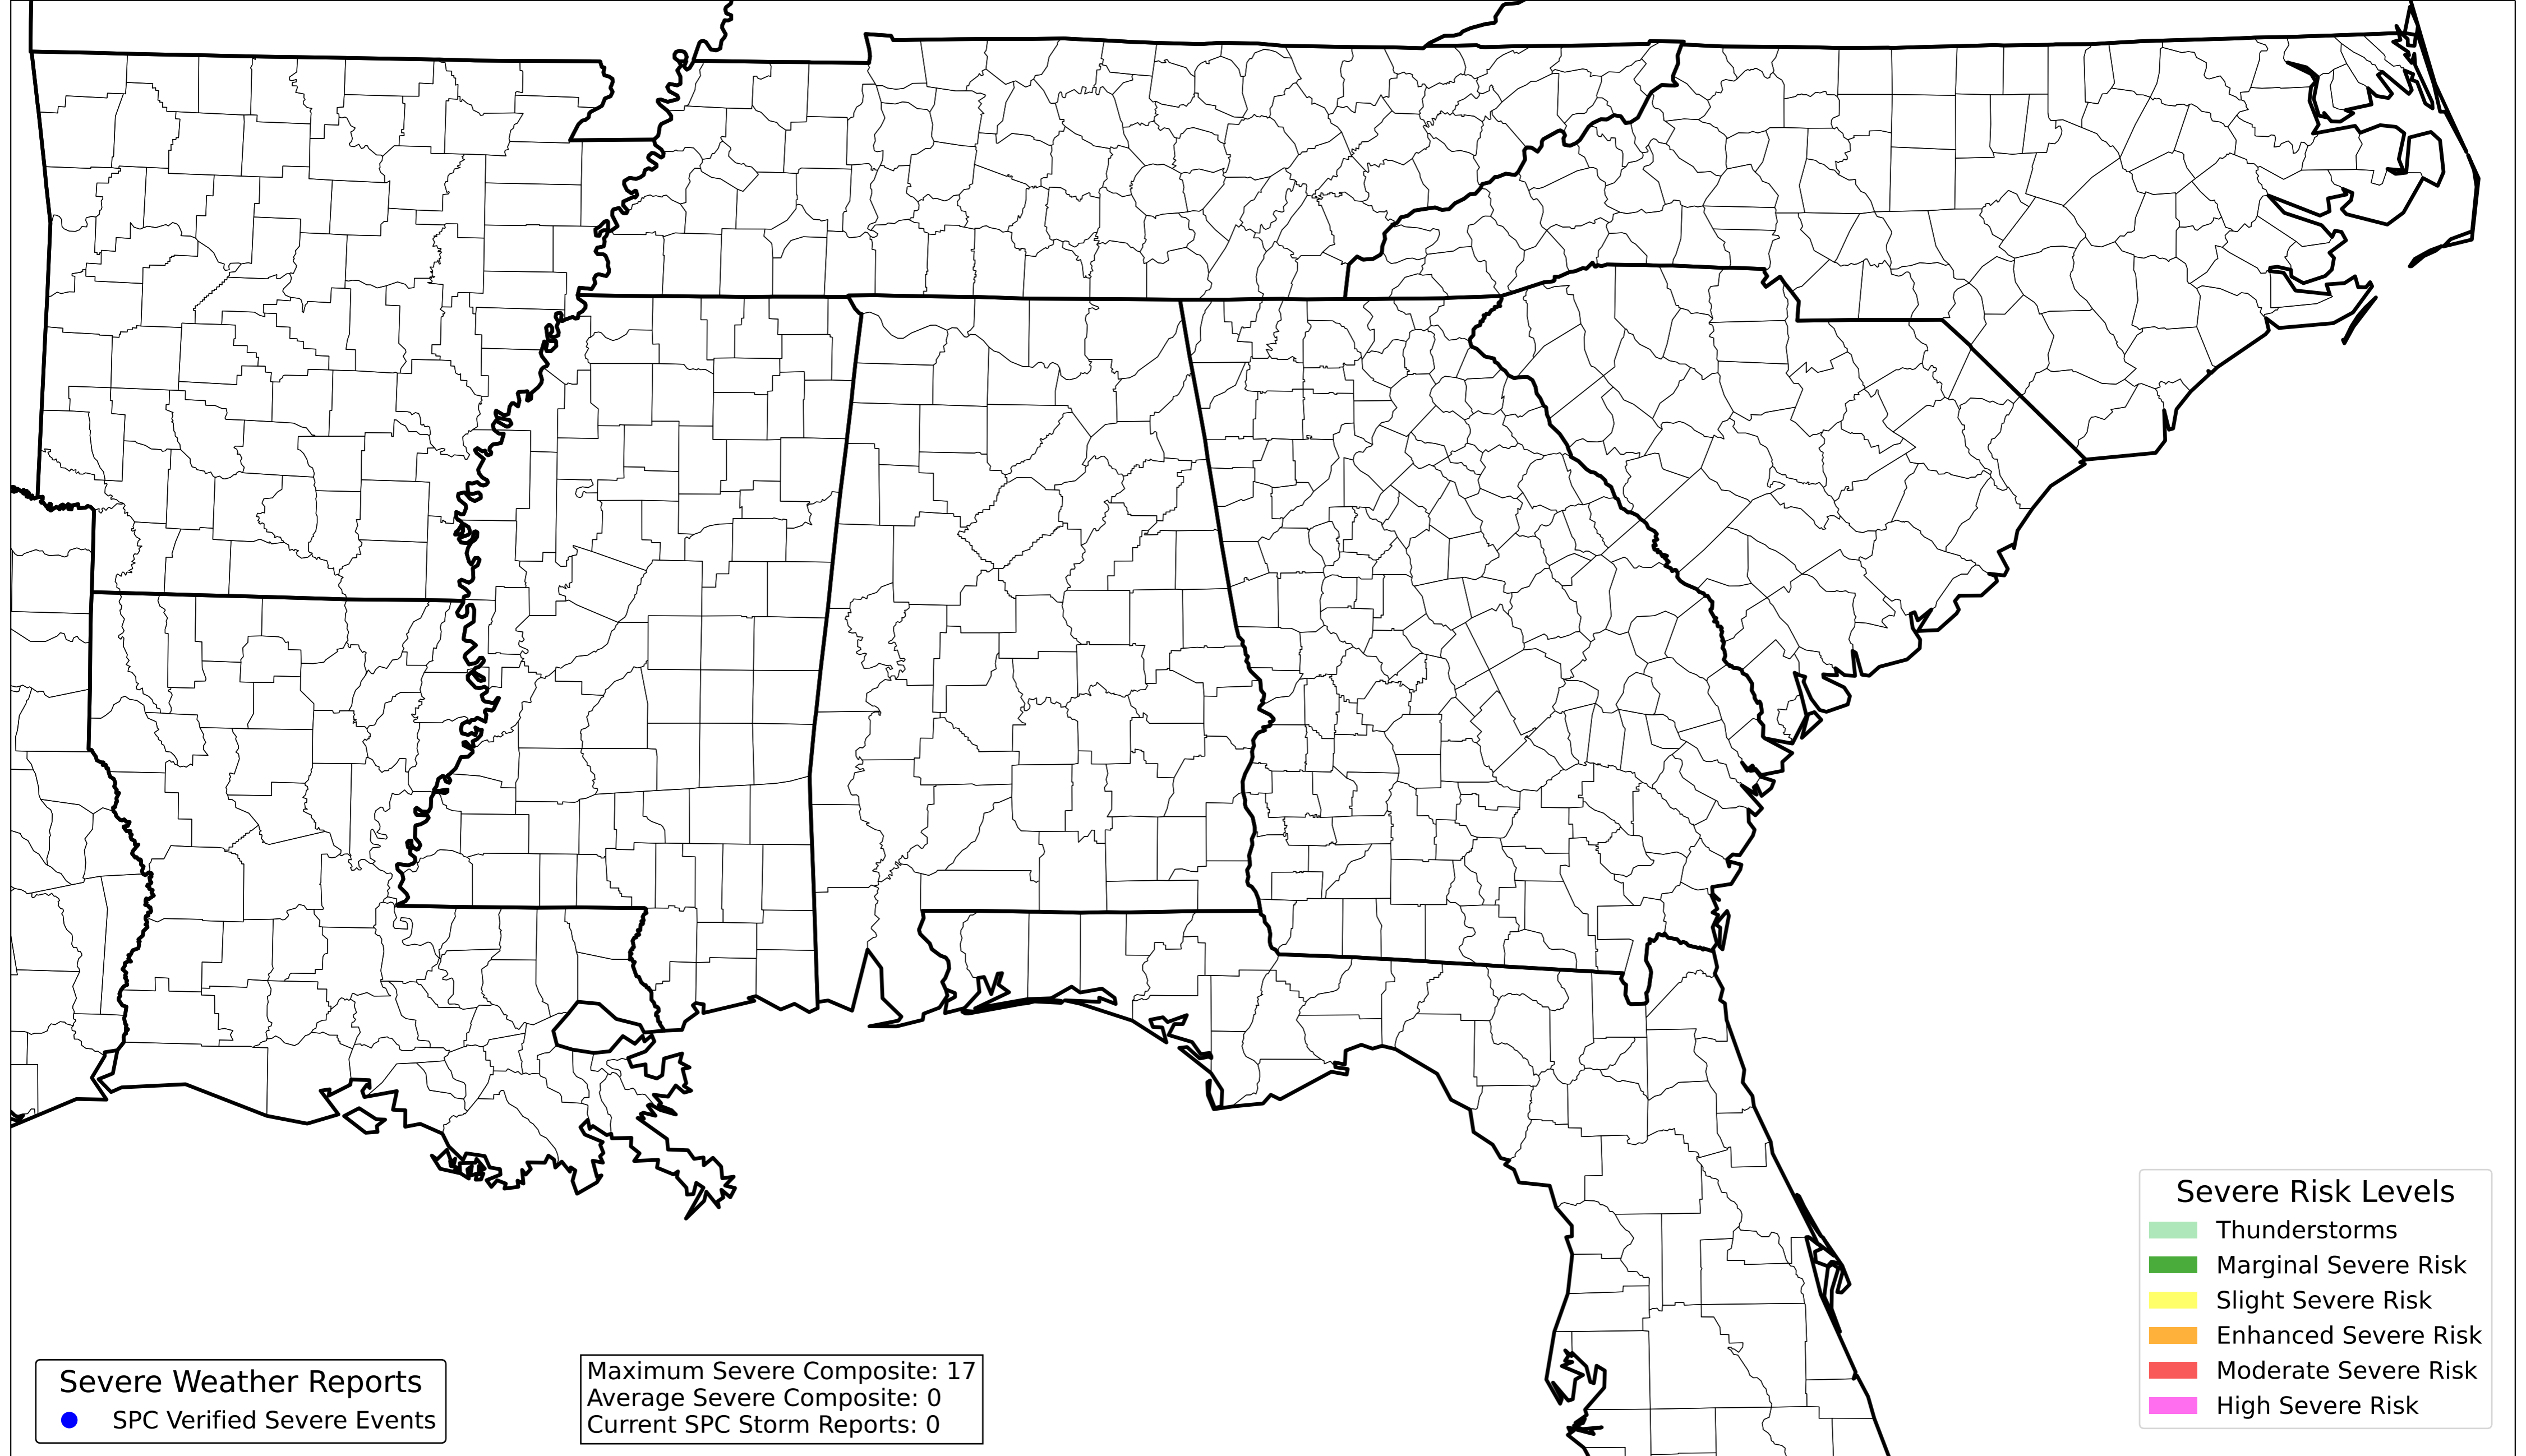 Severe Risk Levels
Thunderstorms
Marginal Severe Risk
Slight Severe Risk
Enhanced Severe Risk
Moderate Severe Risk
High Severe Risk
Severe Weather Reports
SPC Verified Severe Events
Maximum Severe Composite: 17
Average Severe Composite: 0
Current SPC Storm Reports: 0